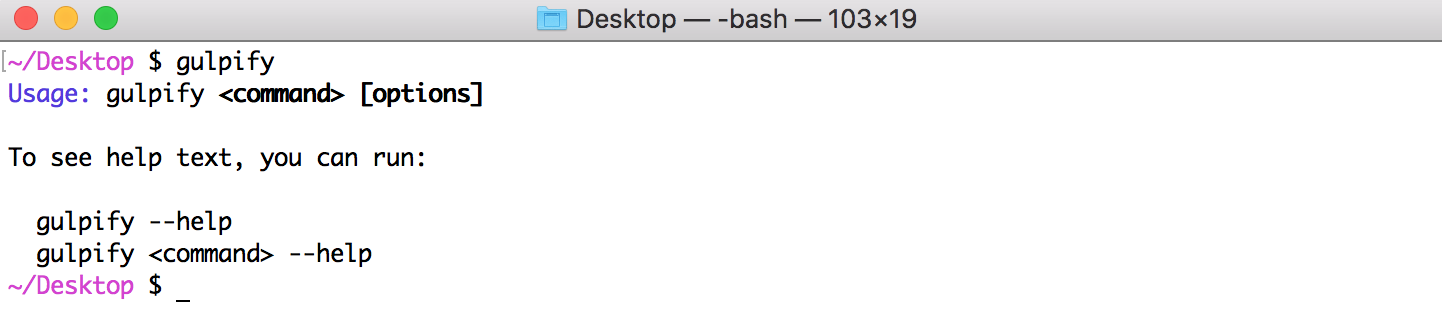 Desktop — -bash — 103×19
[~/Desktop $ gulpify
Usage: gulpify <command> [options]
To see help text, you can run:
gulpify --help
gulpify <command> --help
~/Desktop $ _